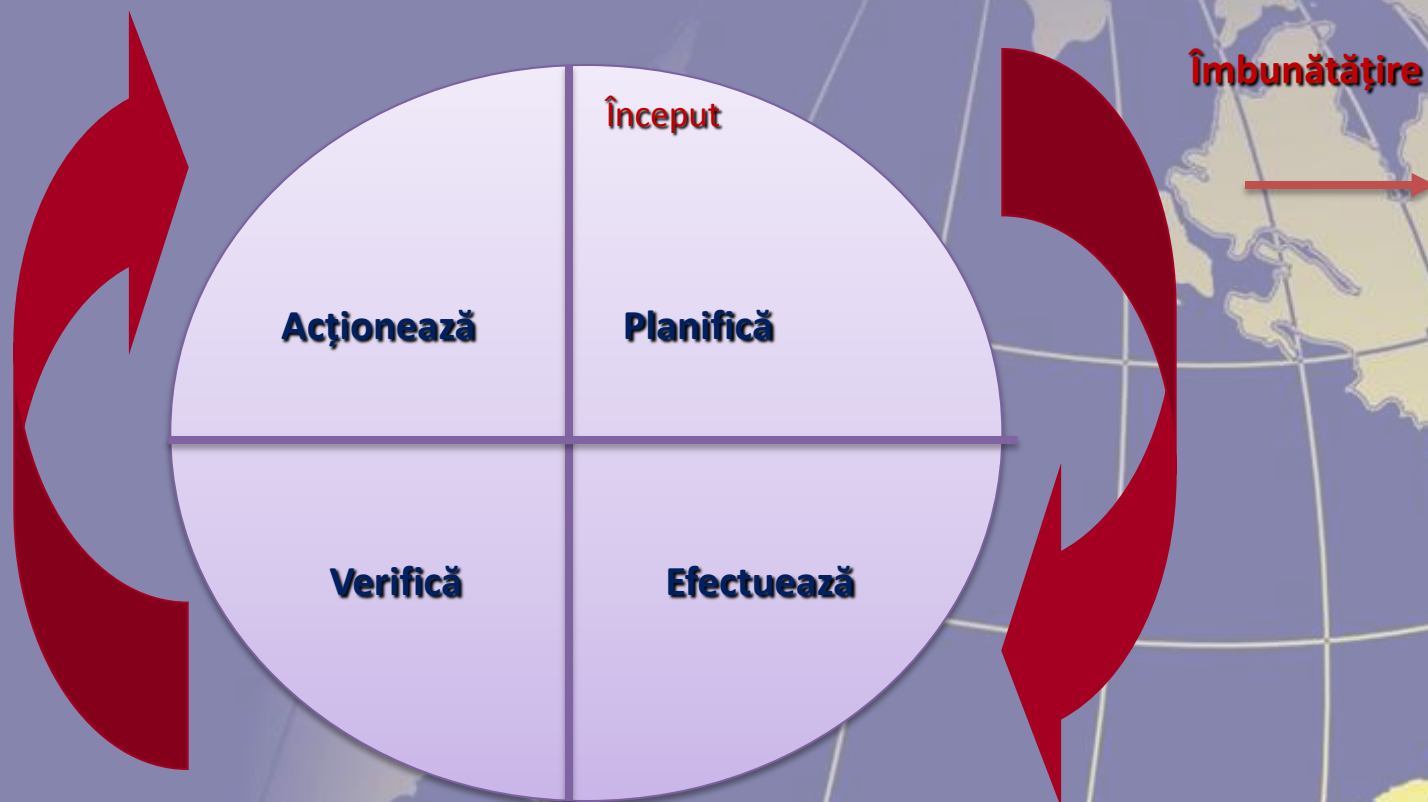 Îmbunătățire
Început
Acționează
Planifică
Verifică
Efectuează